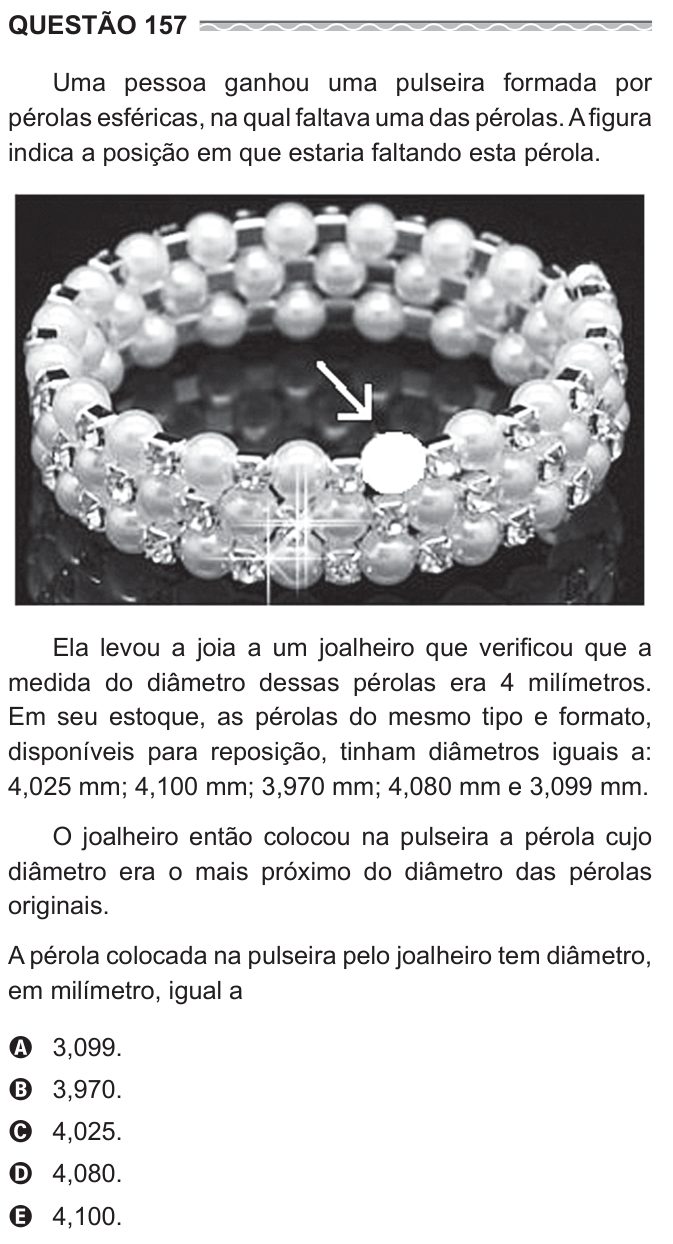 QUESTÃO 157
Uma pessoa ganhou uma pulseira formada por
pérolas esféricas, na qual faltava uma das pérolas. A figura
indica a posição em que estaria faltando esta pérola.
Ela levou a joia a um joalheiro que verificou que a
medida do diâmetro dessas pérolas era 4 milímetros.
Em seu estoque, as pérolas do mesmo tipo e formato,
disponíveis para reposição, tinham diâmetros iguais a:
4,025 mm; 4,100 mm; 3,970 mm; 4,080 mm e 3,099 mm.
O joalheiro então colocou na pulseira a pérola cujo
diâmetro era o mais próximo do diâmetro das pérolas
originais.
A pérola colocada na pulseira pelo joalheiro tem diâmetro,
em milímetro, igual a
A 3,099.
B 3,970.
C 4,025.
D 4,080.
E 4,100.